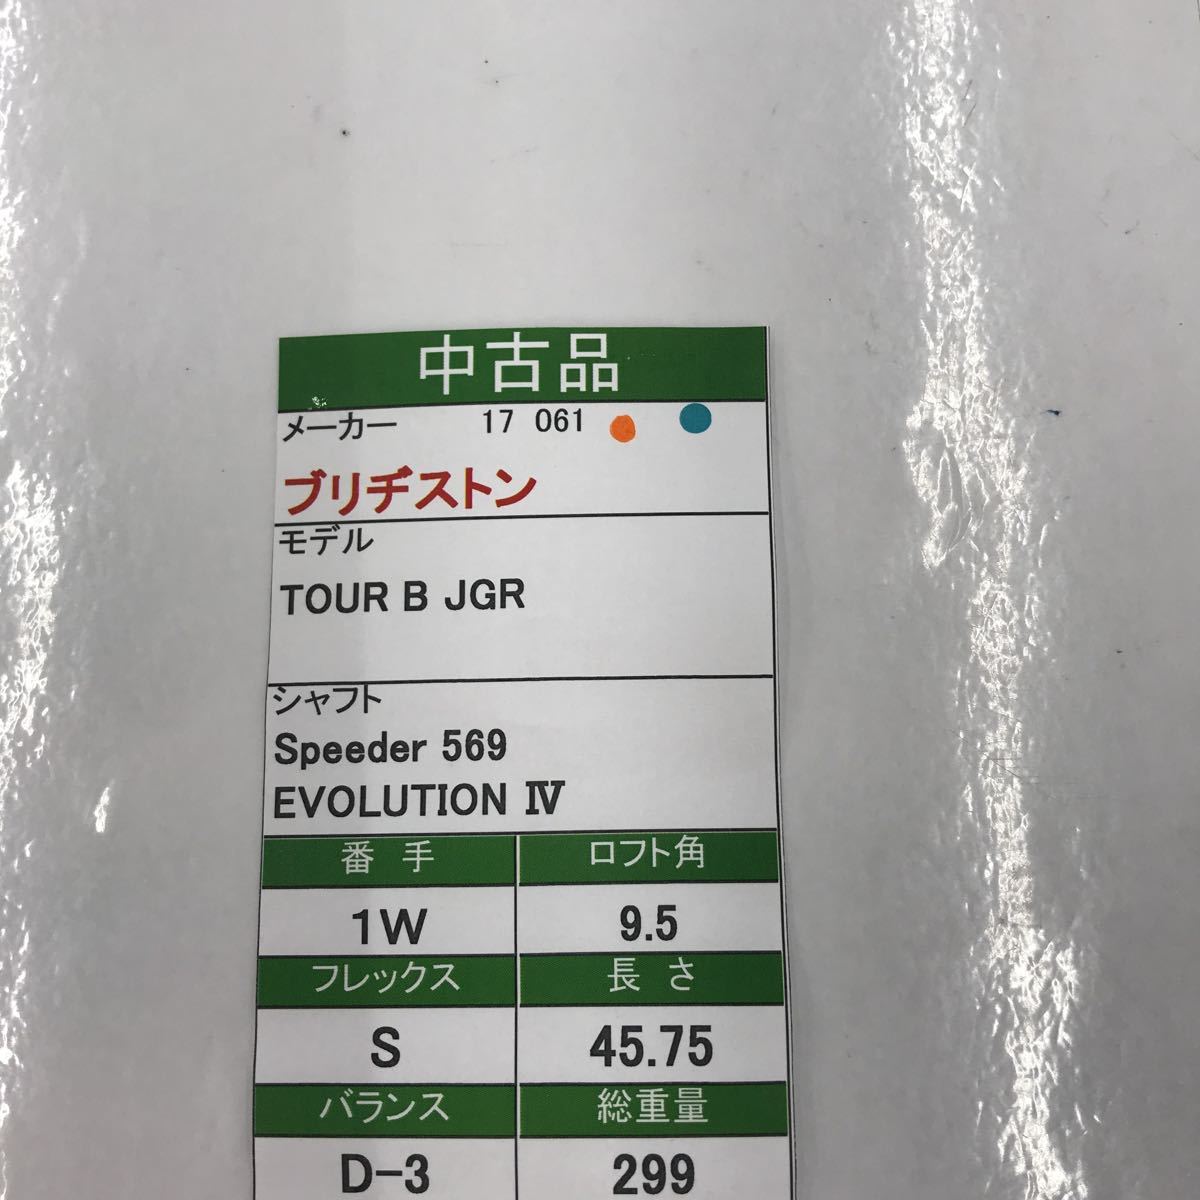 中古品
メーカー 17 061
ブリヂストン
モデル
TOUR B JGR
シャフト
Speeder 569
EVOLUTION Ⅳ
番 手 ロフト角
1W 9.5
フレックス 長 さ
S 45.75
バランス 総重量
D-3 299